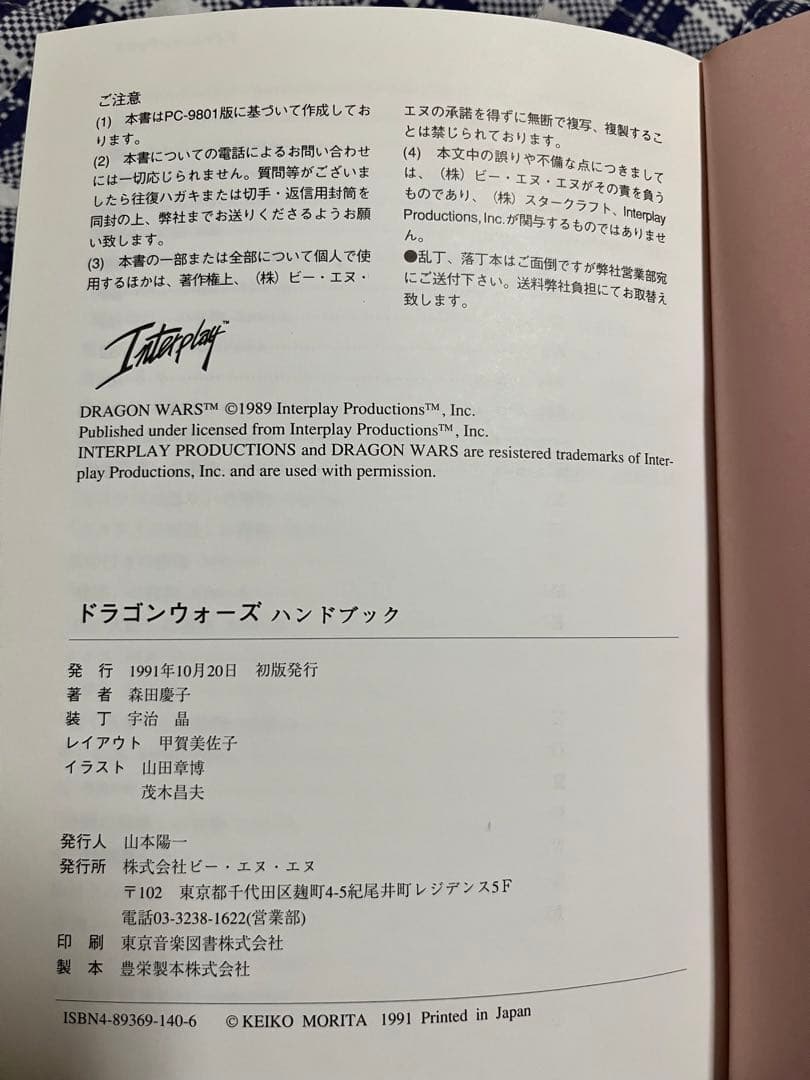 ご注意
(1)　本書はPC-9801版に基づいて作成してお
ります。
(2)　本書についての電話によるお問い合わせ
には一切応じられません。質問等がございま
したら往復ハガキまたは切手・返信用封筒を
同封の上、弊社までお送りくださるようお願
い致します。
(3)　本書の一部または全部について個人で使
用するほかは、著作権上、（株）ビー・エヌ・
エヌの承諾を得ずに無断で複写、複製するこ
とは禁じられております。
(4)　本文中の誤りや不備な点につきまして
は、（株）ビー・エヌ・エヌがその責を負う
ものであり、（株）スタークラフト、Interplay
Productions, Inc.が関与するものではありませ
ん。
●乱丁、落丁本はご面倒ですが弊社営業部宛
にご送付下さい。送料弊社負担にてお取替え
致します。
Interplay™
DRAGON WARS™ ©1989 Interplay Productions™, Inc.
Published under licensed from Interplay Productions™, Inc.
INTERPLAY PRODUCTIONS and DRAGON WARS are resistered trademarks of Inter-
play Productions, Inc. and are used with permission.
ドラゴンウォーズ ハンドブック
発　行　1991年10月20日　初版発行
著　者　森田慶子
装　丁　宇治　晶
レイアウト　甲賀美佐子
イラスト　山田章博
茂木昌夫
発行人　山本陽一
発行所　株式会社ビー・エヌ・エヌ
〒102　東京都千代田区麹町4-5紀尾井町レジデンス5F
電話03-3238-1622(営業部)
印　刷　東京音楽図書株式会社
製　本　豊栄製本株式会社
ISBN4-89369-140-6　© KEIKO MORITA 1991 Printed in Japan